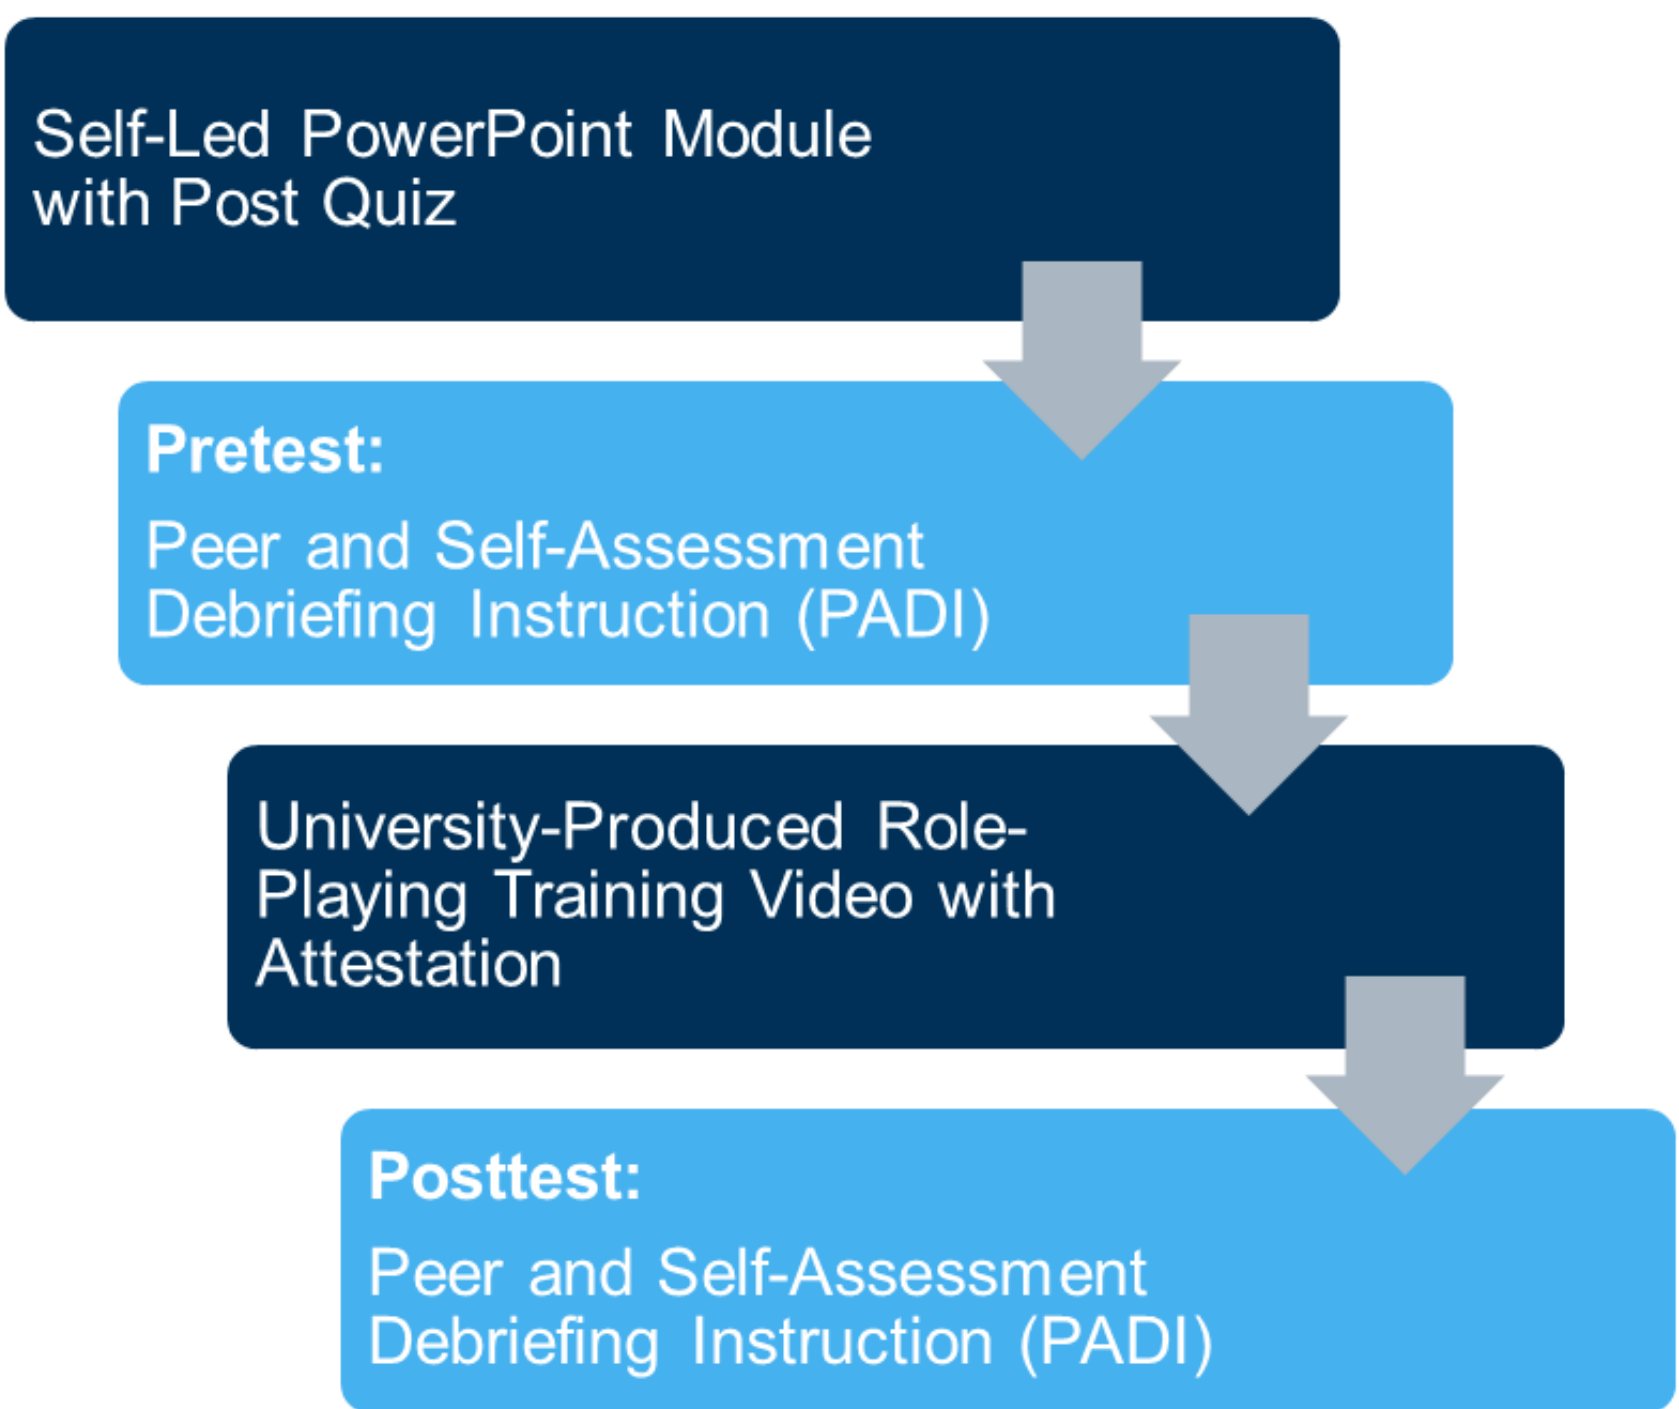 Self-Led PowerPoint Module
with Post Quiz
Pretest:
Peer and Self-Assessment
Debriefing Instruction (PADI)
University-Produced Role-
Playing Training Video with
Attestation
Posttest:
Peer and Self-Assessment
Debriefing Instruction (PADI)